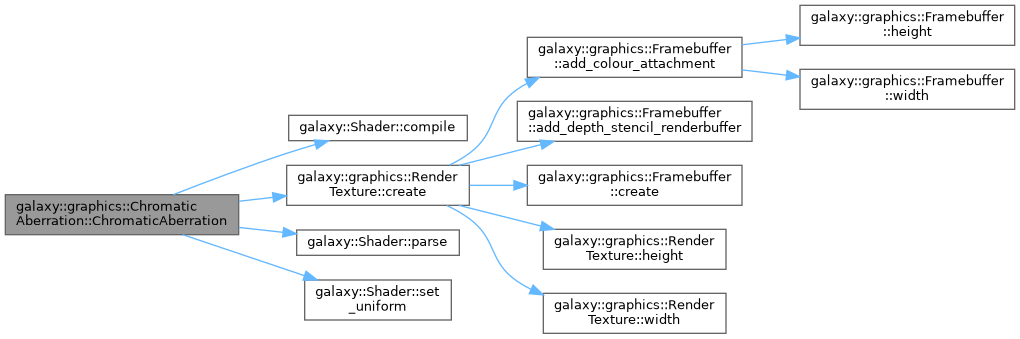 galaxy::graphics::Chromatic
Aberration::ChromaticAberration
galaxy::Shader::compile
galaxy::graphics::Render
Texture::create
galaxy::Shader::parse
galaxy::Shader::set
_uniform
galaxy::graphics::Framebuffer
::add_colour_attachment
galaxy::graphics::Framebuffer
::add_depth_stencil_renderbuffer
galaxy::graphics::Framebuffer
::create
galaxy::graphics::Render
Texture::height
galaxy::graphics::Render
Texture::width
galaxy::graphics::Framebuffer
::height
galaxy::graphics::Framebuffer
::width